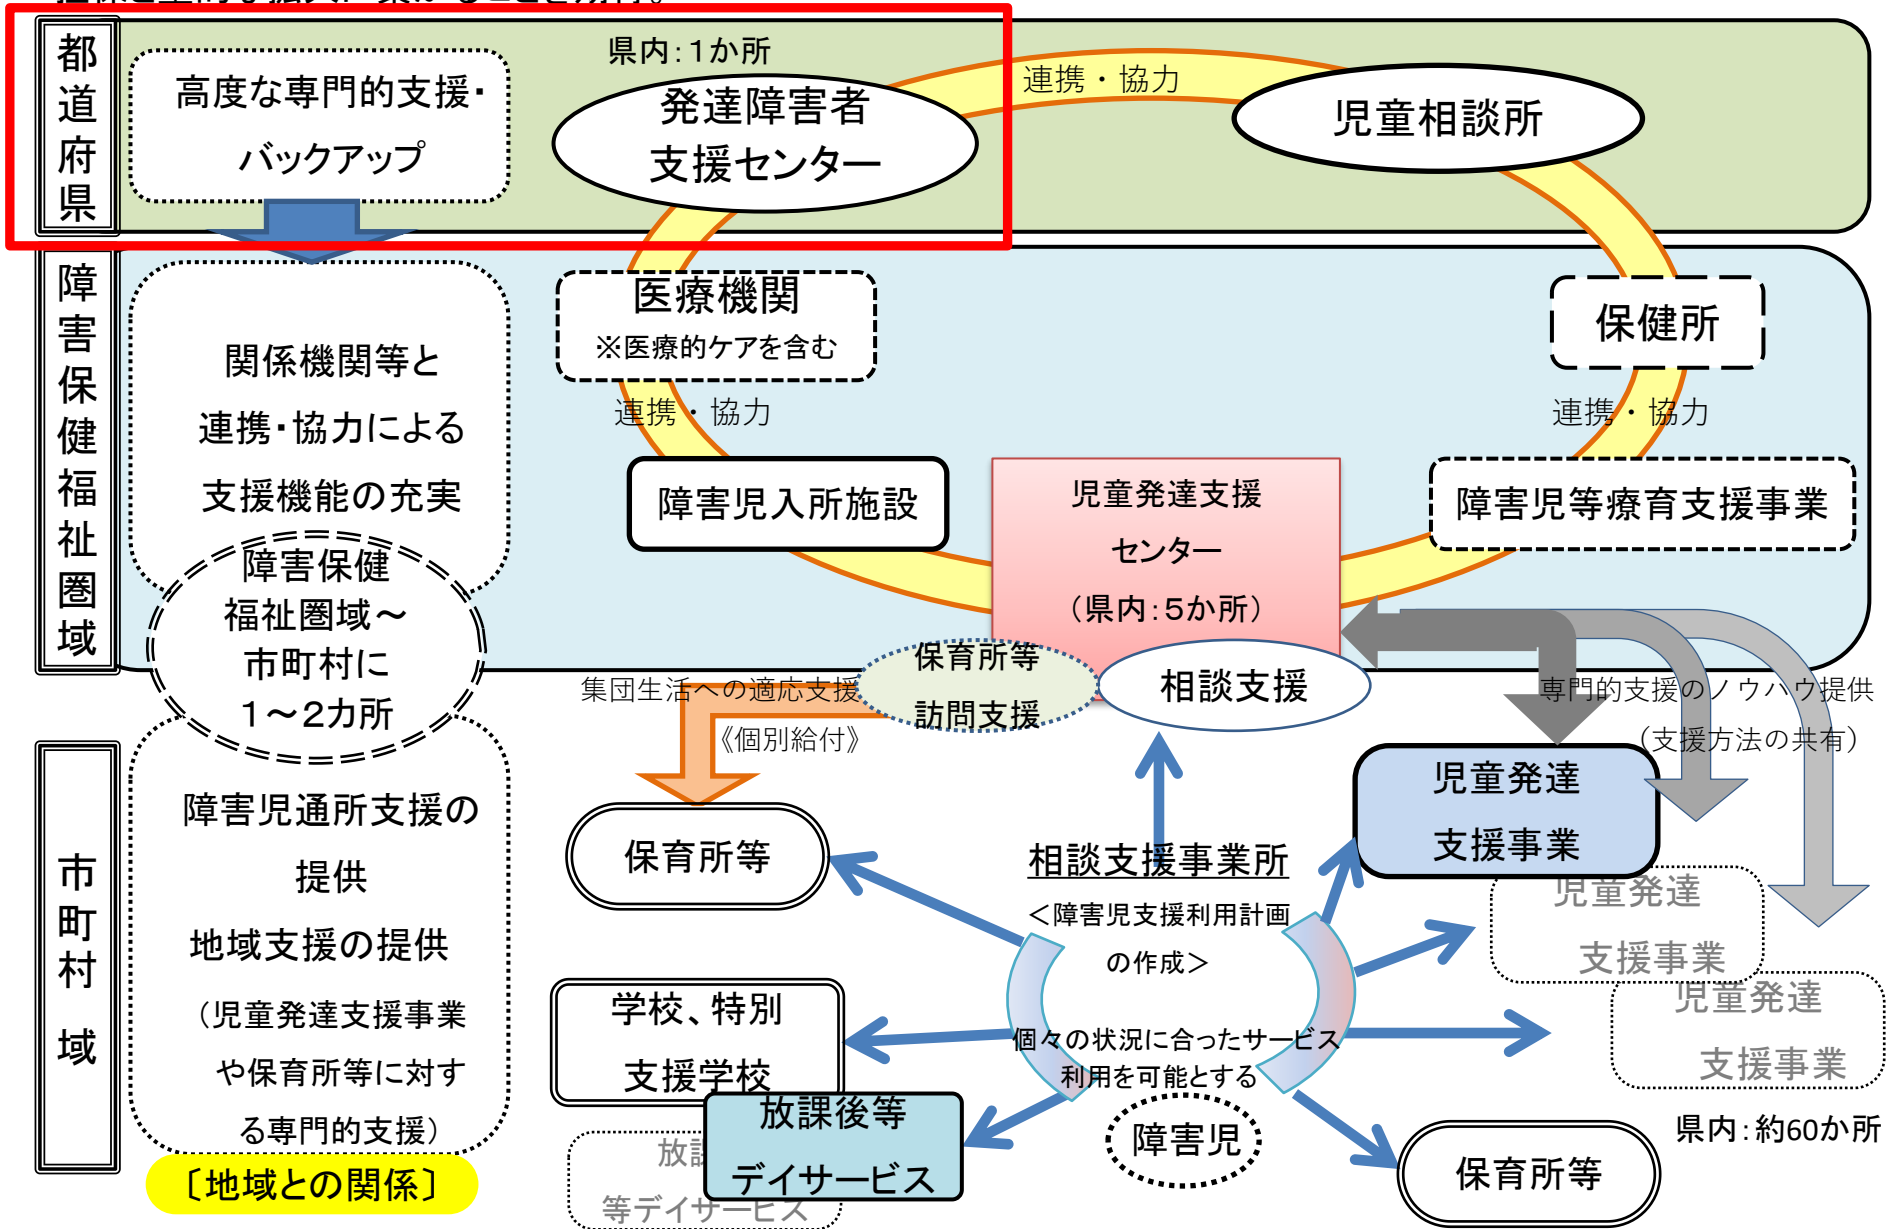 都道府県
高度な専門的支援・
バックアップ
県内:1か所
発達障害者
支援センター
連携・協力
児童相談所
障害保健福祉圏域
関係機関等と
連携・協力による
支援機能の充実
医療機関
※医療的ケアを含む
連携・協力
保健所
連携・協力
障害児入所施設
児童発達支援
センター
(県内:5か所)
障害児等療育支援事業
障害保健
福祉圏域~
市町村に
1~2カ所
保育所等
訪問支援
相談支援
集団生活への適応支援
《個別給付》
専門的支援のノウハウ提供
(支援方法の共有)
市町村 域
障害児通所支援の
提供
地域支援の提供
(児童発達支援事業
や保育所等に対す
る専門的支援)
〔地域との関係〕
保育所等
相談支援事業所
<障害児支援利用計画
の作成>
個々の状況に合ったサービス
利用を可能とする
障害児
児童発達
支援事業
児童発達
支援事業
児童発達
支援事業
県内:約60か所
学校、特別
支援学校
放課後等
デイサービス
放課
等デイサービス
保育所等